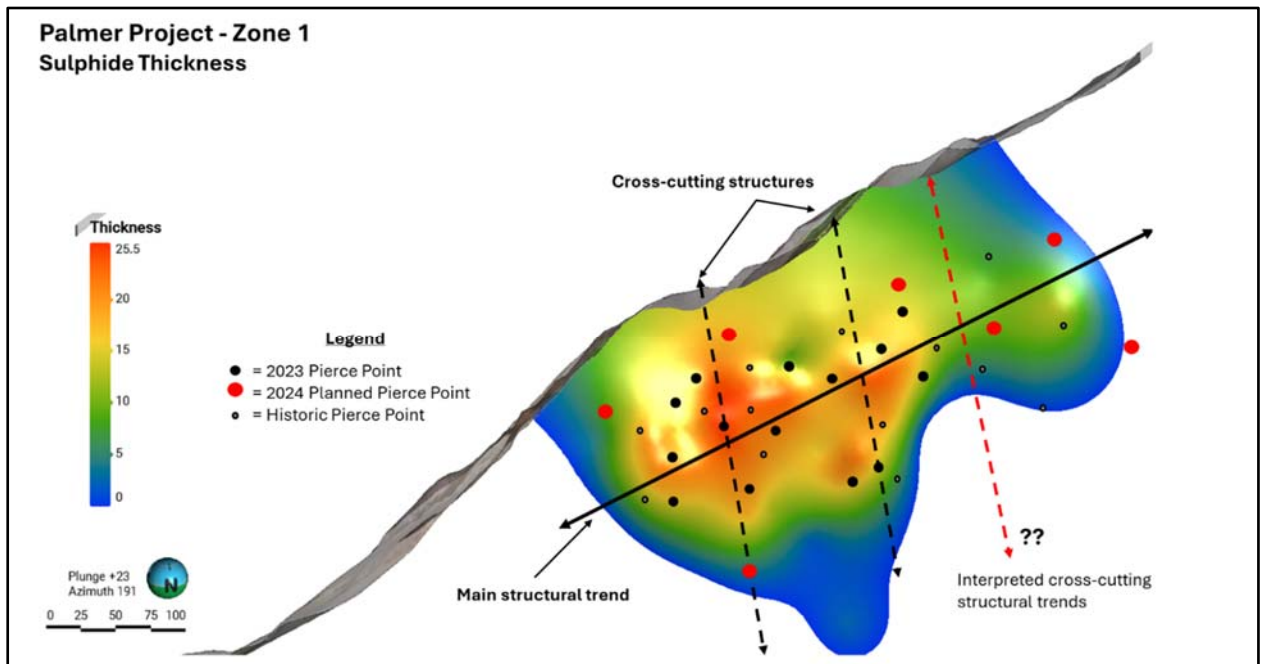 Palmer Project - Zone 1
Sulphide Thickness
Cross-cutting structures
Thickness
25.5
20
15
10
5
0
Legend
= 2023 Pierce Point
= 2024 Planned Pierce Point
= Historic Pierce Point
??
Interpreted cross-cutting
structural trends
Main structural trend
Plunge +23
Azimuth 191
N
0 25 50 75 100